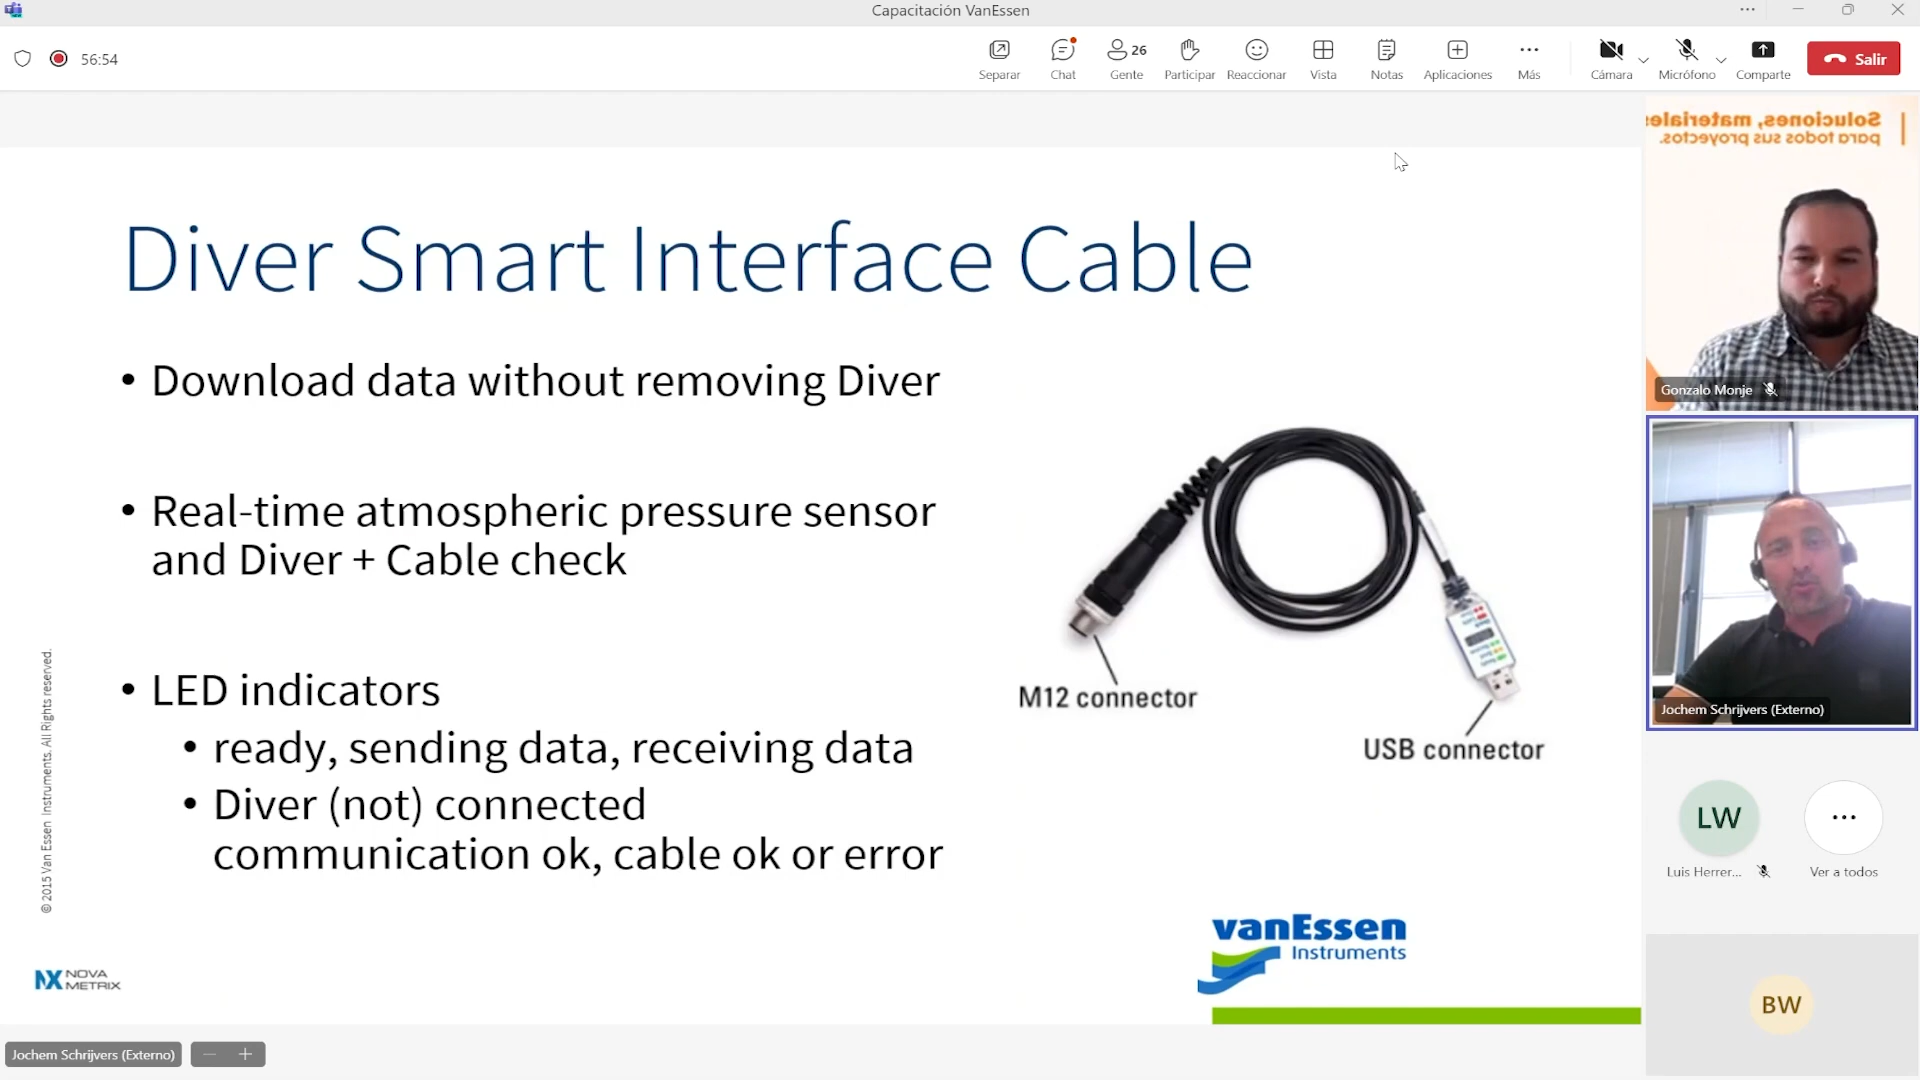 Capacitación VanEssen
56:54
Separar
Chat
26
Gente
Participar
Reaccionar
Vista
Notas
Aplicaciones
Más
Cámara
Micrófono
Comparte
Salir
Soluciones, materiales
para todos sus proyectos.
Gonzalo Monje
Diver Smart Interface Cable
• Download data without removing Diver
• Real-time atmospheric pressure sensor
and Diver + Cable check
• LED indicators
• ready, sending data, receiving data
• Diver (not) connected
communication ok, cable ok or error
M12 connector
USB connector
© 2015 Van Essen Instruments. All Rights reserved.
NX NOVA
METRIX
vanEssen
Instruments
Jochem Schrijvers (Externo)
LW
Luis Herrer...
Ver a todos
BW
Jochem Schrijvers (Externo)